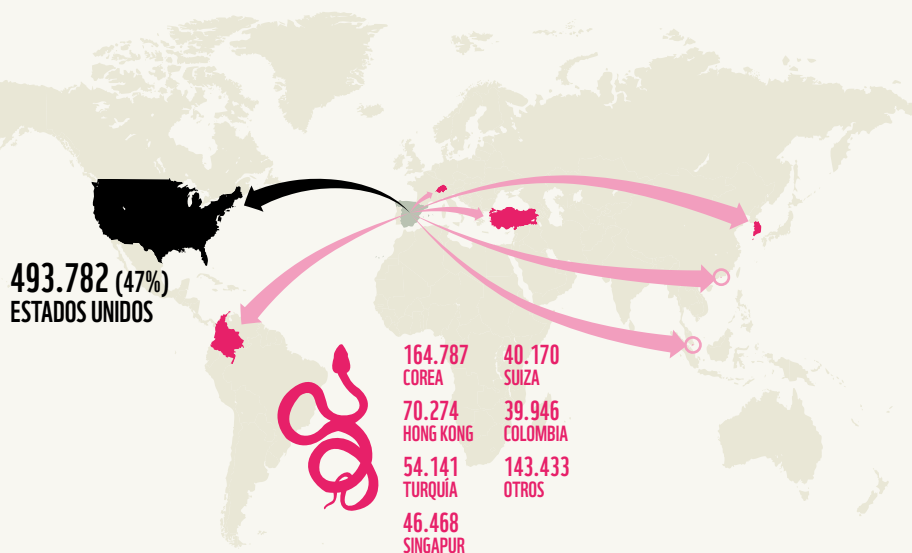 493.782 (47%)
ESTADOS UNIDOS
164.787
COREA
70.274
HONG KONG
54.141
TURQUÍA
46.468
SINGAPUR
40.170
SUIZA
39.946
COLOMBIA
143.433
OTROS